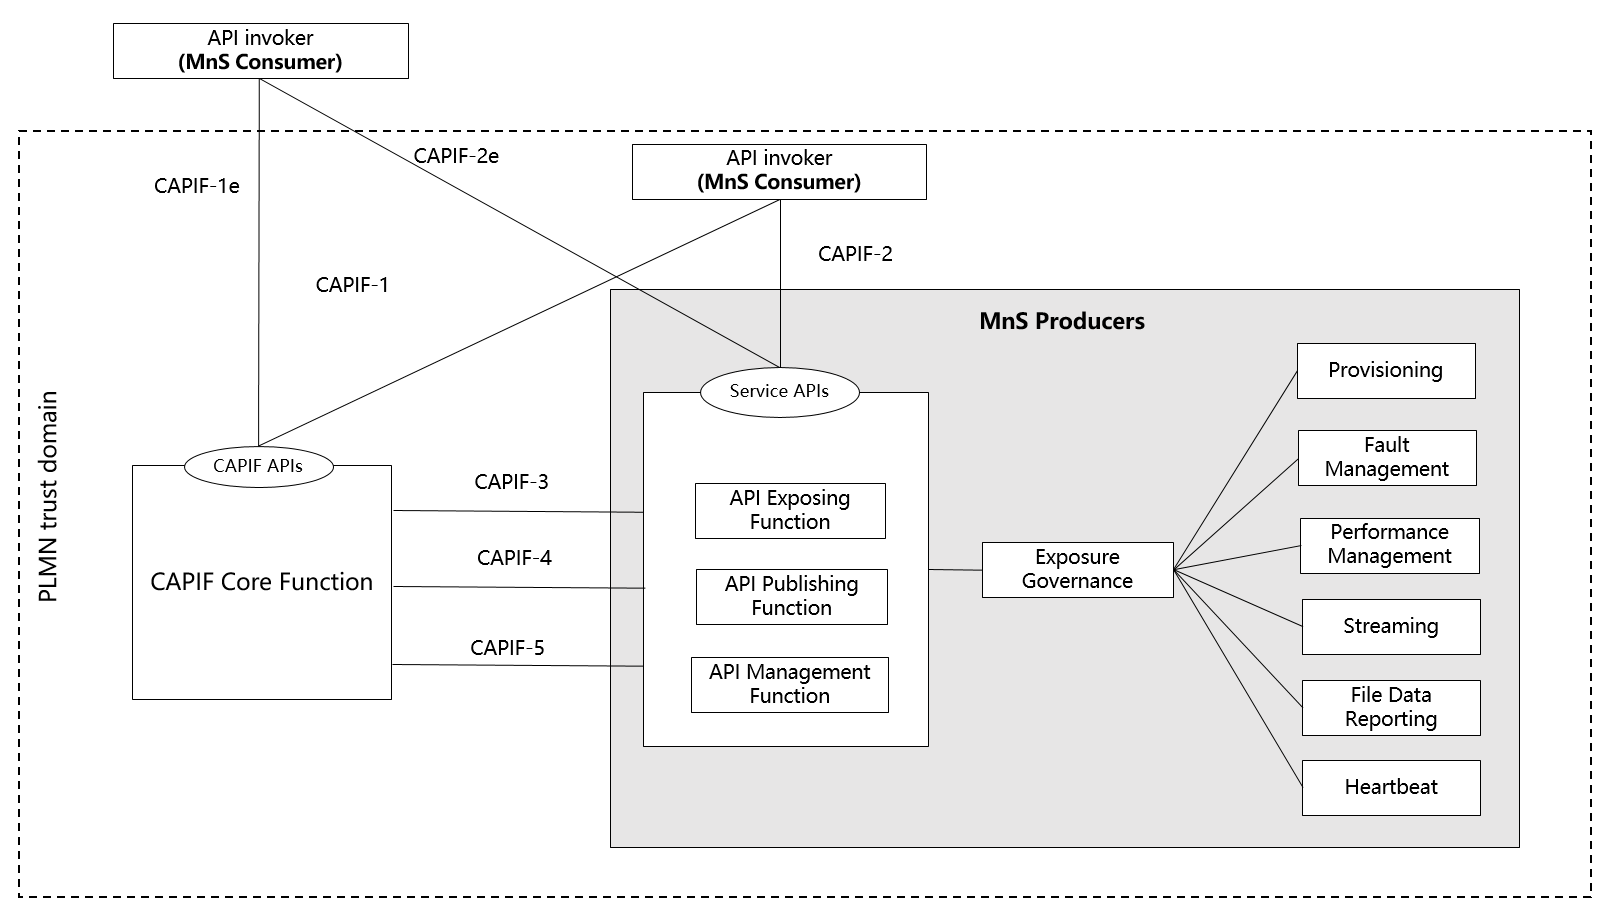 API invoker
(MnS Consumer)
CAPIF-2e
API invoker
(MnS Consumer)
CAPIF-1e
CAPIF-2
CAPIF-1
MnS Producers
Provisioning
Service APIs
PLMN trust domain
Fault
Management
CAPIF APIs
CAPIF-3
API Exposing
Function
Performance
Management
CAPIF-4
Exposure
Governance
CAPIF Core Function
API Publishing
Function
Streaming
CAPIF-5
API Management
Function
File Data
Reporting
Heartbeat